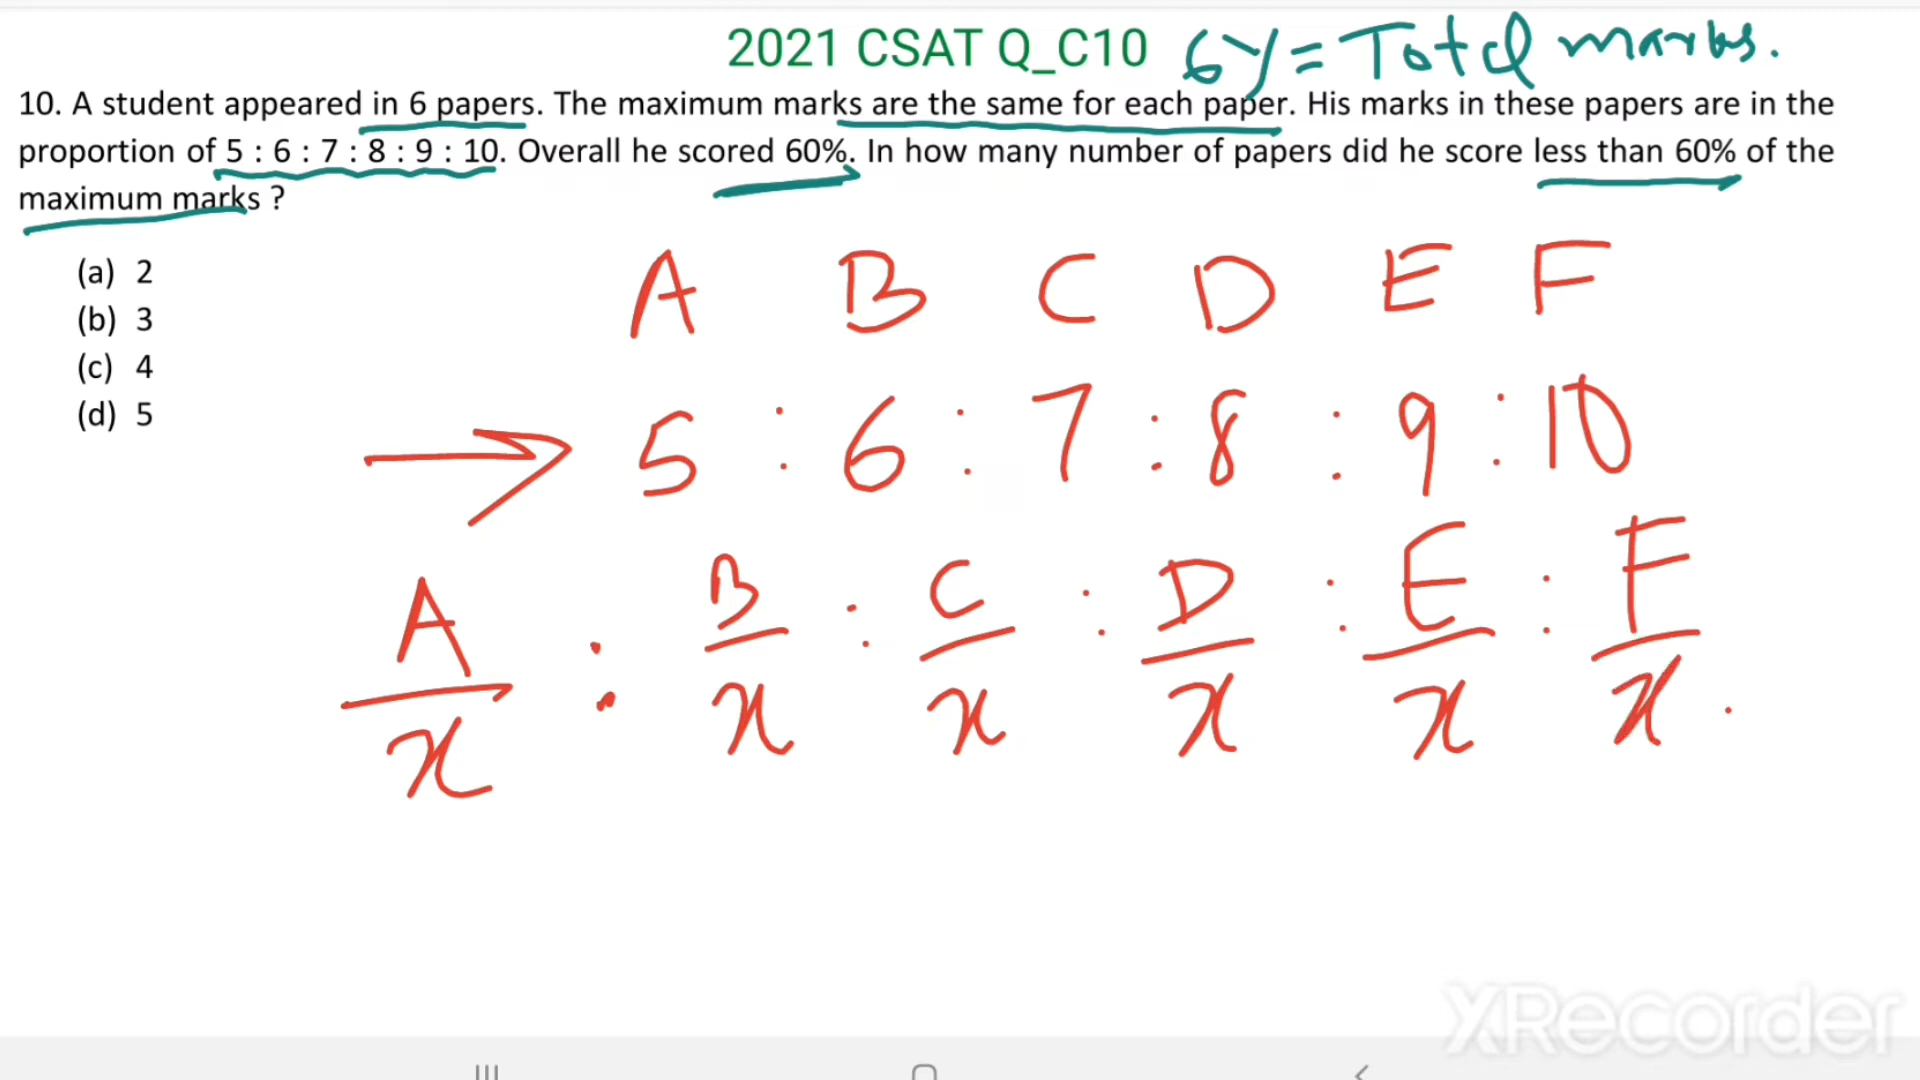 2021 CSAT Q_C10 6y = Total marks.
10. A student appeared in 6 papers. The maximum marks are the same for each paper. His marks in these papers are in the
proportion of 5 : 6 : 7 : 8 : 9 : 10. Overall he scored 60%. In how many number of papers did he score less than 60% of the
maximum marks ?
(a) 2
(b) 3
(c) 4
(d) 5
A B C D E F
5 : 6 : 7 : 8 : 9 : 10
A : B : C : D : E : F
x x x x x x .
XRecorder